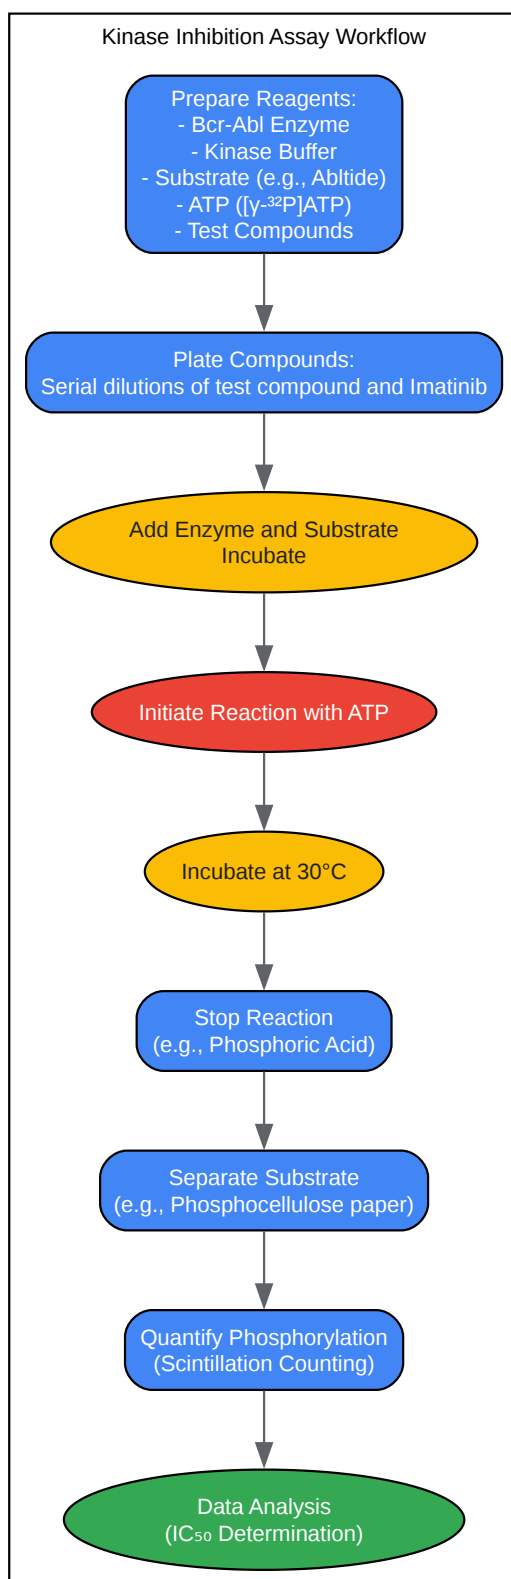 Kinase Inhibition Assay Workflow
Prepare Reagents:
- Bcr-Abl Enzyme
- Kinase Buffer
- Substrate (e.g., Abltide)
- ATP ([γ-³²P]ATP)
- Test Compounds
Plate Compounds:
Serial dilutions of test compound and Imatinib
Add Enzyme and Substrate
Incubate
Initiate Reaction with ATP
Incubate at 30°C
Stop Reaction
(e.g., Phosphoric Acid)
Separate Substrate
(e.g., Phosphocellulose paper)
Quantify Phosphorylation
(Scintillation Counting)
Data Analysis
(IC₅₀ Determination)